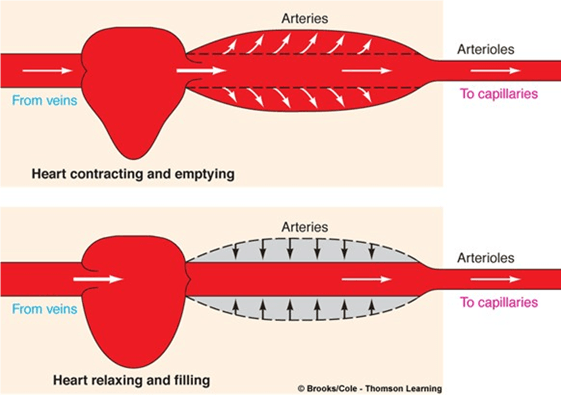 Arteries
Arterioles
From veins
To capillaries
Heart contracting and emptying
Arteries
Arterioles
From veins
To capillaries
Heart relaxing and filling
© Brooks/Cole - Thomson Learning